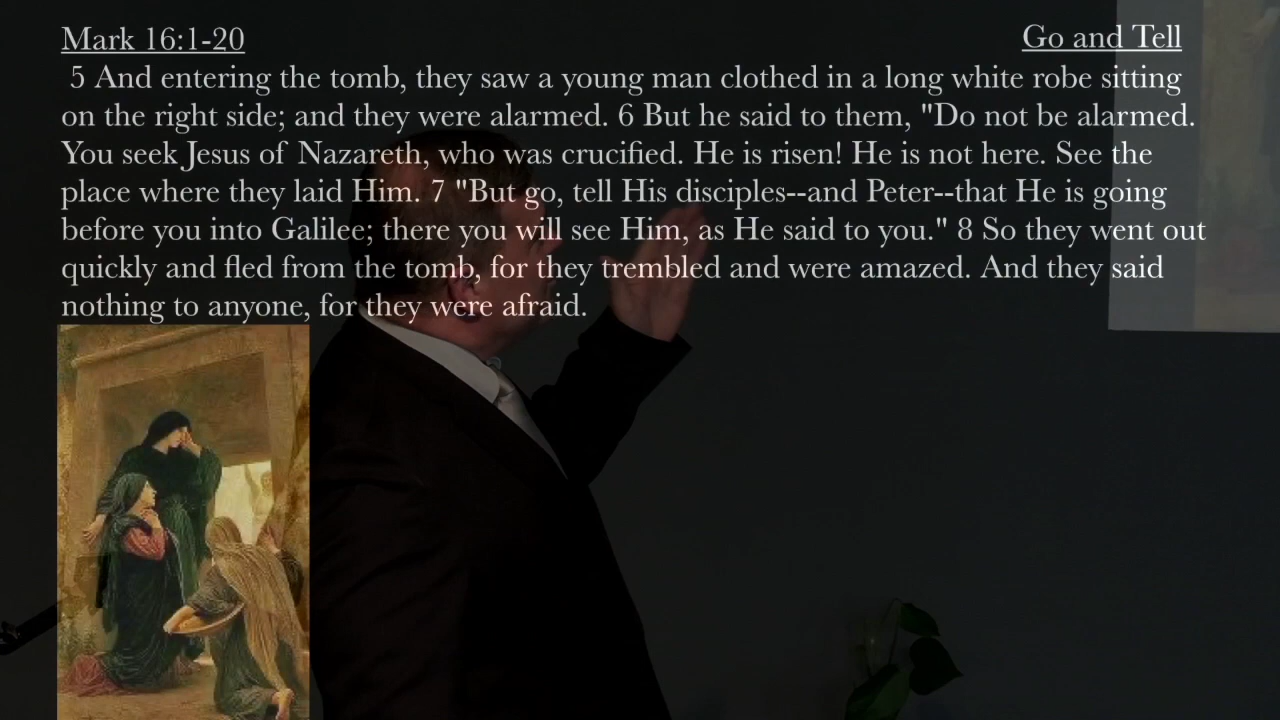 Mark 16:1-20
Go and Tell
5 And entering the tomb, they saw a young man clothed in a long white robe sitting
on the right side; and they were alarmed. 6 But he said to them, "Do not be alarmed.
You seek Jesus of Nazareth, who was crucified. He is risen! He is not here. See the
place where they laid Him. 7 "But go, tell His disciples--and Peter--that He is going
before you into Galilee; there you will see Him, as He said to you." 8 So they went out
quickly and fled from the tomb, for they trembled and were amazed. And they said
nothing to anyone, for they were afraid.